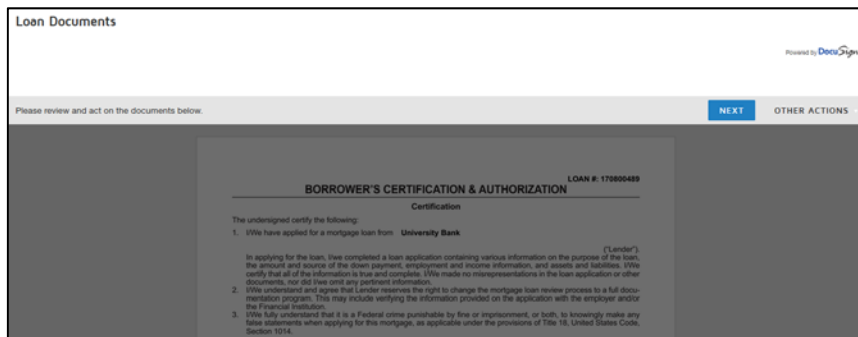 Loan Documents
Powered by DocuSign
Please review and act on the documents below.
NEXT
OTHER ACTIONS
LOAN #: 170800489
BORROWER'S CERTIFICATION & AUTHORIZATION
Certification
The undersigned certify the following:
1. I/We have applied for a mortgage loan from University Bank
("Lender").
In applying for the loan, I/we completed a loan application containing various information on the purpose of the loan,
the amount and source of the down payment, employment and income information, and assets and liabilities. I/We
certify that all of the information is true and complete. I/We made no misrepresentations in the loan application or other
documents, nor did I/we omit any pertinent information.
2. I/We understand and agree that Lender reserves the right to change the mortgage loan review process to a full docu-
mentation program. This may include verifying the information provided on the application with the employer and/or
the Financial Institution.
3. I/We fully understand that it is a Federal crime punishable by fine or imprisonment, or both, to knowingly make any
false statements when applying for this mortgage, as applicable under the provisions of Title 18, United States Code,
Section 1014.